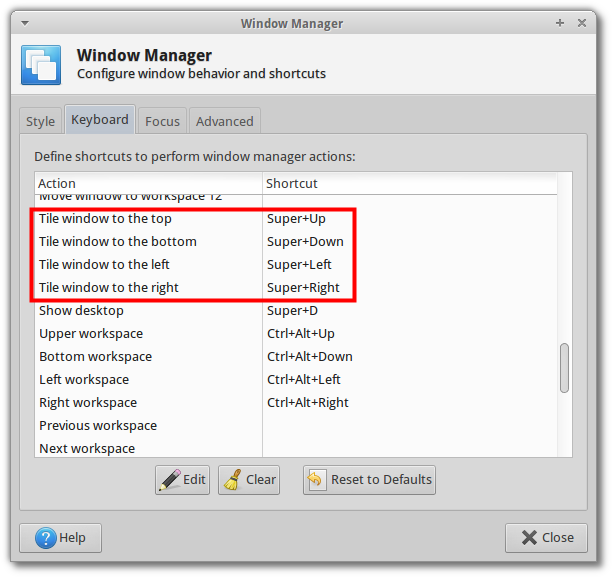 Window Manager
Window Manager
Configure window behavior and shortcuts
Style Keyboard Focus Advanced
Define shortcuts to perform window manager actions:
Action Shortcut
Move window to workspace 12
Tile window to the top Super+Up
Tile window to the bottom Super+Down
Tile window to the left Super+Left
Tile window to the right Super+Right
Show desktop Super+D
Upper workspace Ctrl+Alt+Up
Bottom workspace Ctrl+Alt+Down
Left workspace Ctrl+Alt+Left
Right workspace Ctrl+Alt+Right
Previous workspace
Next workspace
Edit Clear Reset to Defaults
Help Close